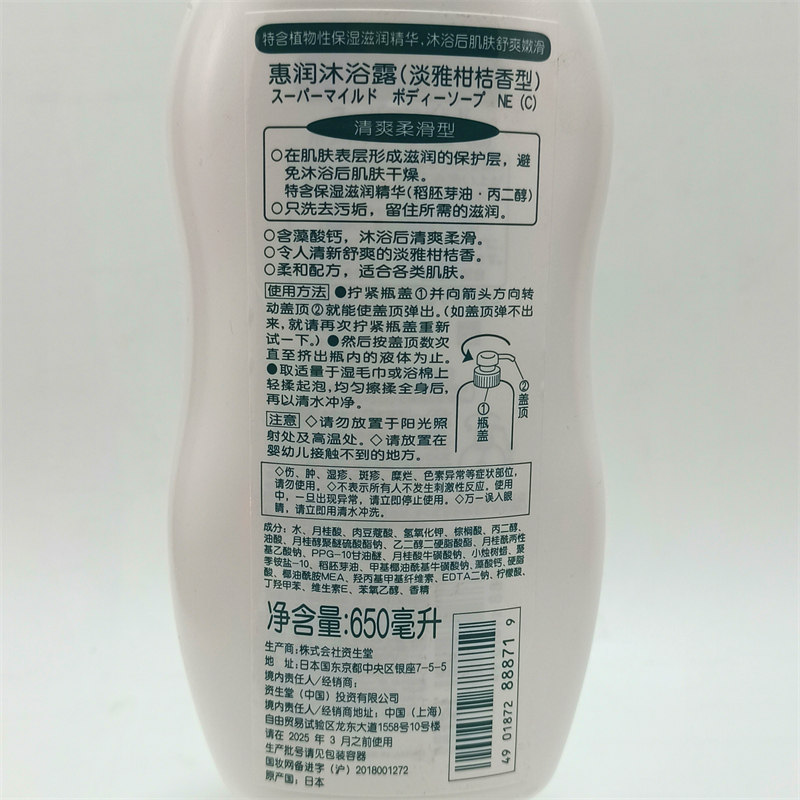 特含植物性保湿滋润精华,沐浴后肌肤舒爽嫩滑
惠润沐浴露(淡雅柑桔香型)
スーパーマイルド ボディーソープ NE (C)
清爽柔滑型
○在肌肤表层形成滋润的保护层，避
免沐浴后肌肤干燥。
特含保湿滋润精华(稻胚芽油·丙二醇)
○只洗去污垢，留住所需的滋润。
○含藻酸钙，沐浴后清爽柔滑。
○令人清新舒爽的淡雅柑桔香。
○柔和配方，适合各类肌肤。
使用方法 ●拧紧瓶盖①并向箭头方向转
动盖顶②就能使盖顶弹出。(如盖顶弹不出
来,就请再次拧紧瓶盖重新
试一下。) ●然后按盖顶数次
直至挤出瓶内的液体为止。
●取适量于湿毛巾或浴棉上
轻揉起泡,均匀擦揉全身后,
再以清水冲净。
①瓶盖
②盖顶
注意 ◇请勿放置于阳光照
射处及高温处。◇请放置在
婴幼儿接触不到的地方。
◇伤、肿、湿疹、斑疹、糜烂、色素异常等症状部位,
请勿使用。◇不表示所有人不发生刺激性反应，使用
中，一旦出现异常，请立即停止使用。◇万一误入眼
睛，请立即用清水冲洗。
成分：水、月桂酸、肉豆蔻酸、氢氧化钾、棕榈酸、丙二醇、
油酸、月桂醇聚醚硫酸酯钠、乙二醇二硬脂酸酯、月桂酰两性
基乙酸钠、PPG-10甘油醚、月桂酸牛磺酸钠、小烛树蜡、聚
季铵盐-10、稻胚芽油、甲基椰油酰基牛磺酸钠、藻酸钙、硬脂
酸、椰油酰胺MEA、羟丙基甲基纤维素、EDTA二钠、柠檬酸、
丁羟甲苯、维生素E、苯氧乙醇、香精
净含量:650毫升
生产商:株式会社资生堂
地 址:日本国东京都中央区银座7-5-5
境内责任人/经销商:
资生堂（中国）投资有限公司
境内责任人/经销商地址：中国（上海）
自由贸易试验区龙东大道1558号10号楼
请在 2025 年 3 月之前使用
生产批号请见包装容器
国妆网备进字（沪）2018001272
原产国：日本
49 01872 88871 9